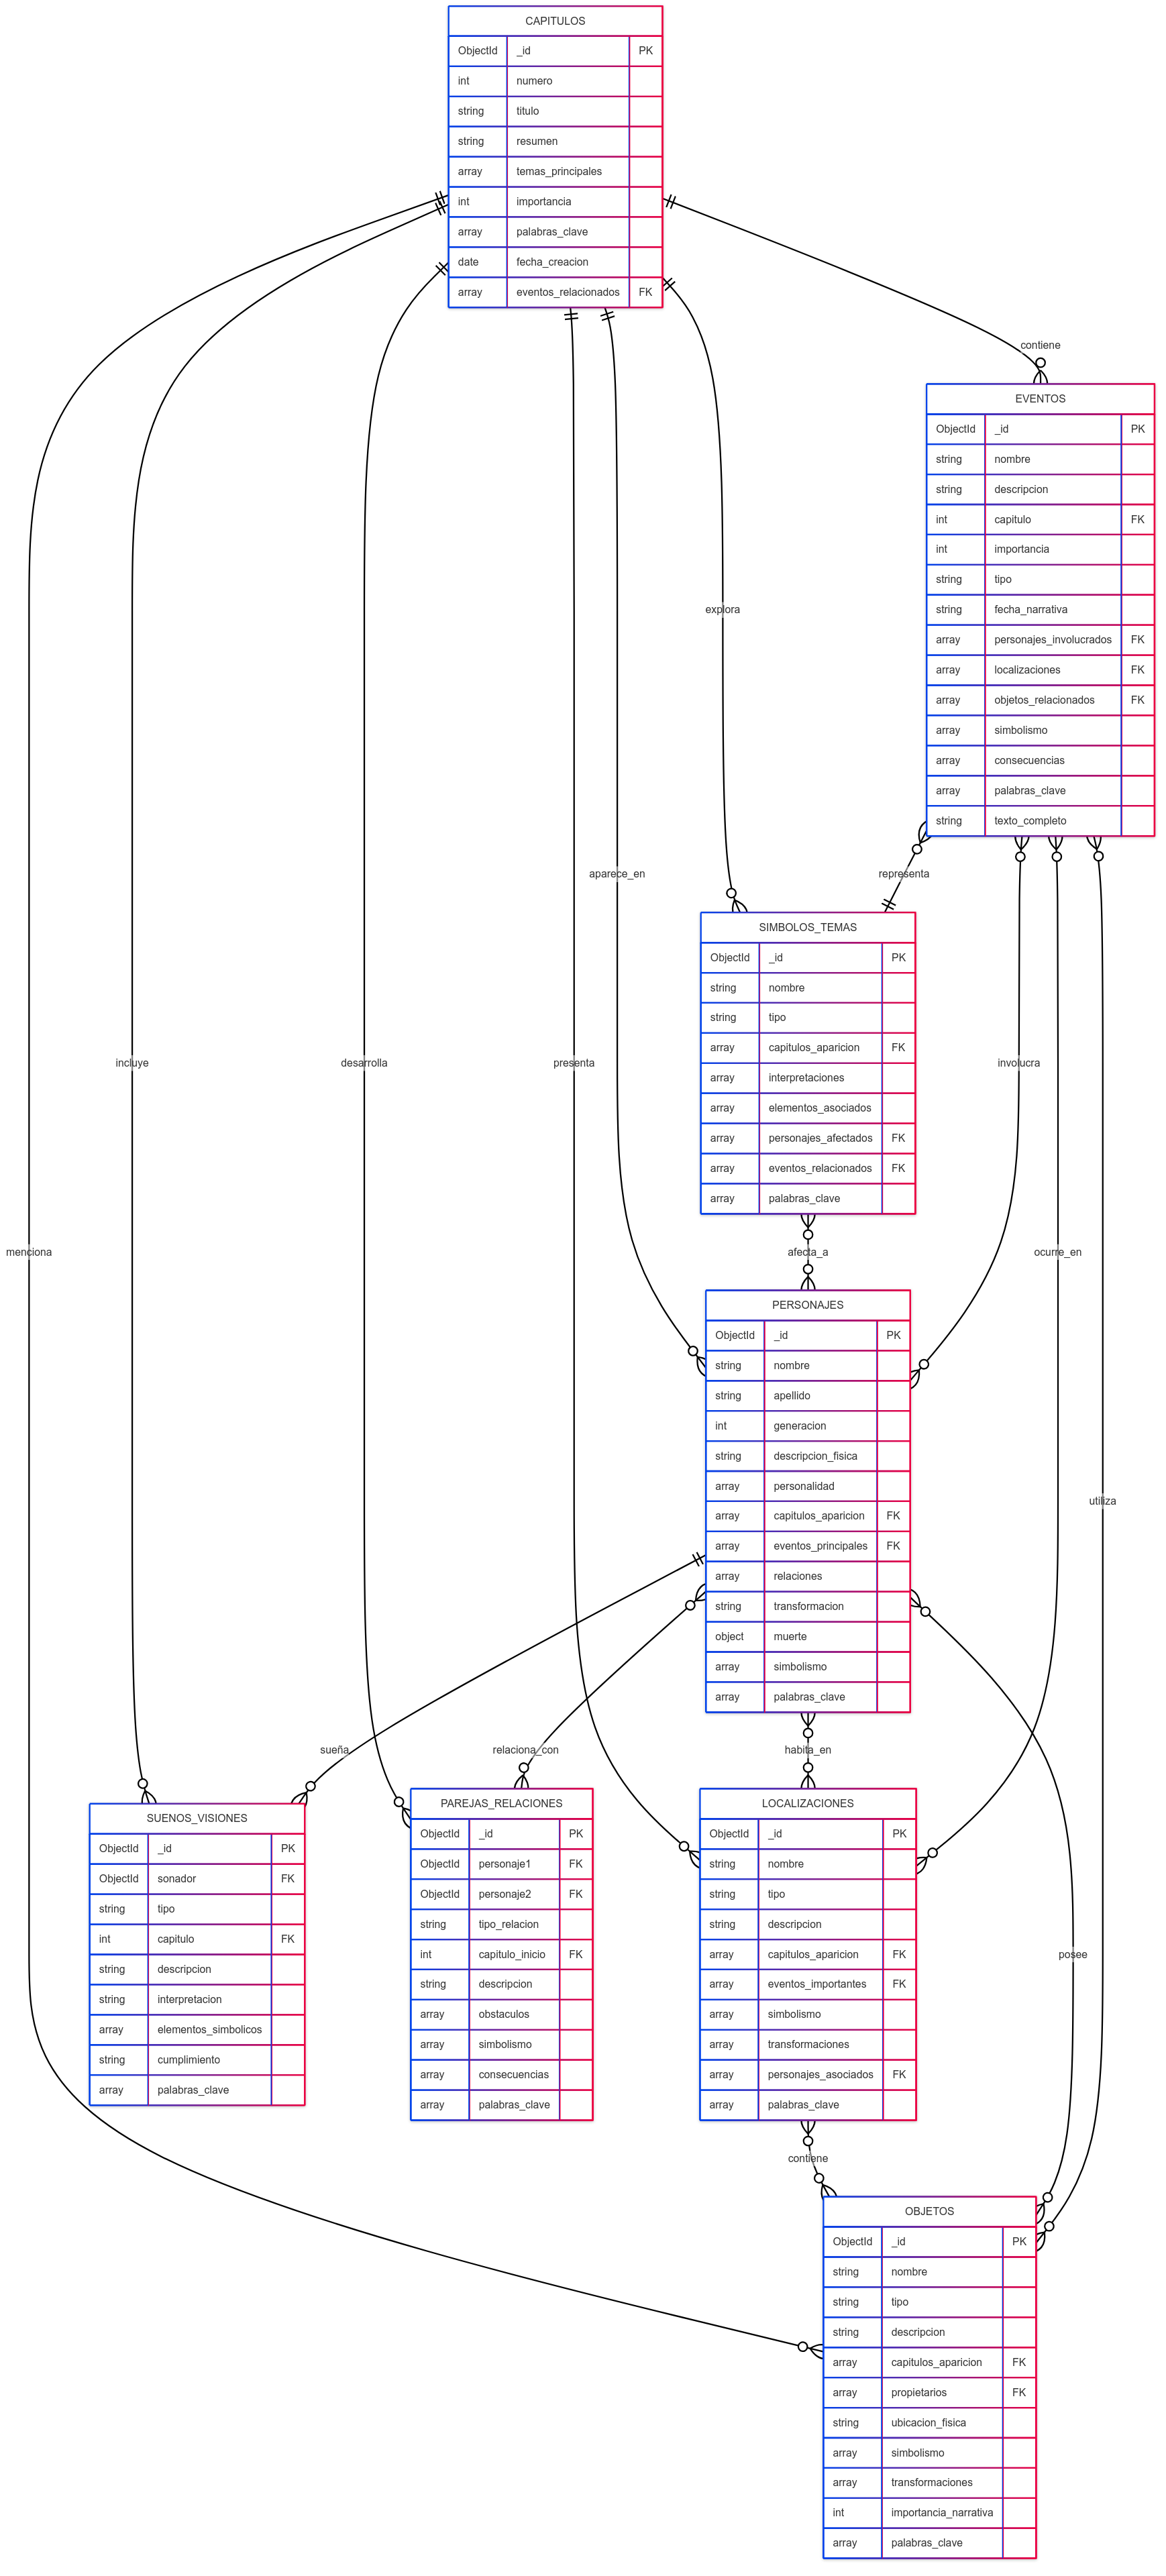 CAPITULOS
ObjectId _id PK
int numero
string titulo
string resumen
array temas_principales
int importancia
array palabras_clave
date fecha_creacion
array eventos_relacionados FK
contiene
EVENTOS
ObjectId _id PK
string nombre
string descripcion
int capitulo FK
int importancia
string tipo
string fecha_narrativa
array personajes_involucrados FK
array localizaciones FK
array objetos_relacionados FK
array simbolismo
array consecuencias
array palabras_clave
string texto_completo
explora
aparece_en
representa
SIMBOLOS_TEMAS
ObjectId _id PK
string nombre
string tipo
array capitulos_aparicion FK
array interpretaciones
array elementos_asociados
array personajes_afectados FK
array eventos_relacionados FK
array palabras_clave
incluye
desarrolla
presenta
involucra
menciona
afecta_a
ocurre_en
PERSONAJES
ObjectId _id PK
string nombre
string apellido
int generacion
string descripcion_fisica
array personalidad
array capitulos_aparicion FK
array eventos_principales FK
array relaciones
string transformacion
object muerte
array simbolismo
array palabras_clave
utiliza
sueña
relaciona_con
habita_en
SUENOS_VISIONES
ObjectId _id PK
ObjectId sonador FK
string tipo
int capitulo FK
string descripcion
string interpretacion
array elementos_simbolicos
string cumplimiento
array palabras_clave
PAREJAS_RELACIONES
ObjectId _id PK
ObjectId personaje1 FK
ObjectId personaje2 FK
string tipo_relacion
int capitulo_inicio FK
string descripcion
array obstaculos
array simbolismo
array consecuencias
array palabras_clave
LOCALIZACIONES
ObjectId _id PK
string nombre
string tipo
string descripcion
array capitulos_aparicion FK
array eventos_importantes FK
array simbolismo
array transformaciones
array personajes_asociados FK
array palabras_clave
posee
contiene
OBJETOS
ObjectId _id PK
string nombre
string tipo
string descripcion
array capitulos_aparicion FK
array propietarios FK
string ubicacion_fisica
array simbolismo
array transformaciones
int importancia_narrativa
array palabras_clave